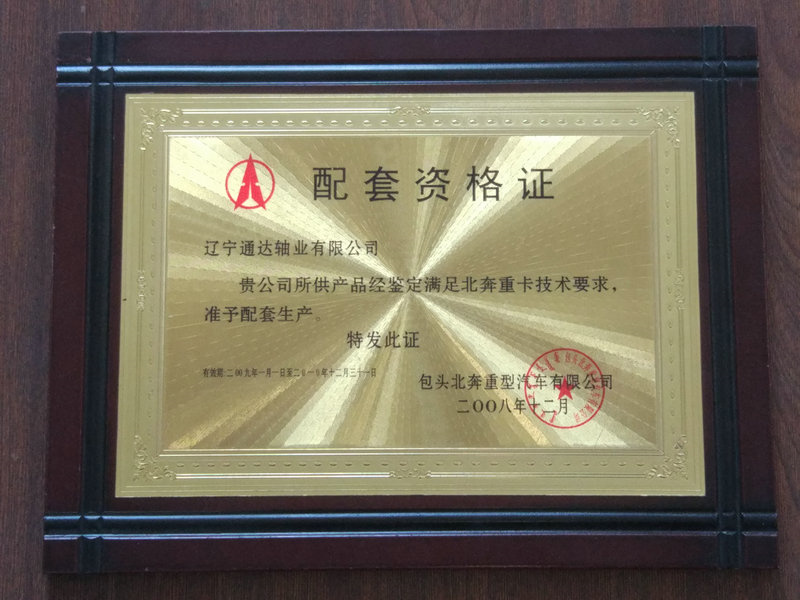 配套资格证
辽宁通达轴业有限公司
贵公司所供产品经鉴定满足北奔重卡技术要求，
准予配套生产。
特发此证
有效期：二00九年一月一日至二0一0年十二月三十一日
包头北奔重型汽车有限公司
二OO八年十二月